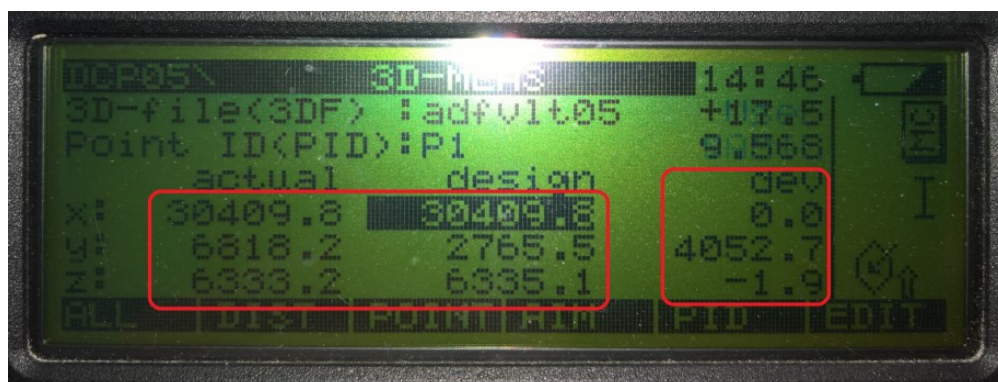 DCP05\ 3D-MEAS 14:46
3D-file(3DF) :adfvlt05
Point ID(PID):P1
actual design dev
x: 30409.8 30409.8 0.0
y: 6818.2 2765.5 4052.7
z: 6333.2 6335.1 -1.9
ALL DIST POINT AIM PID EDIT